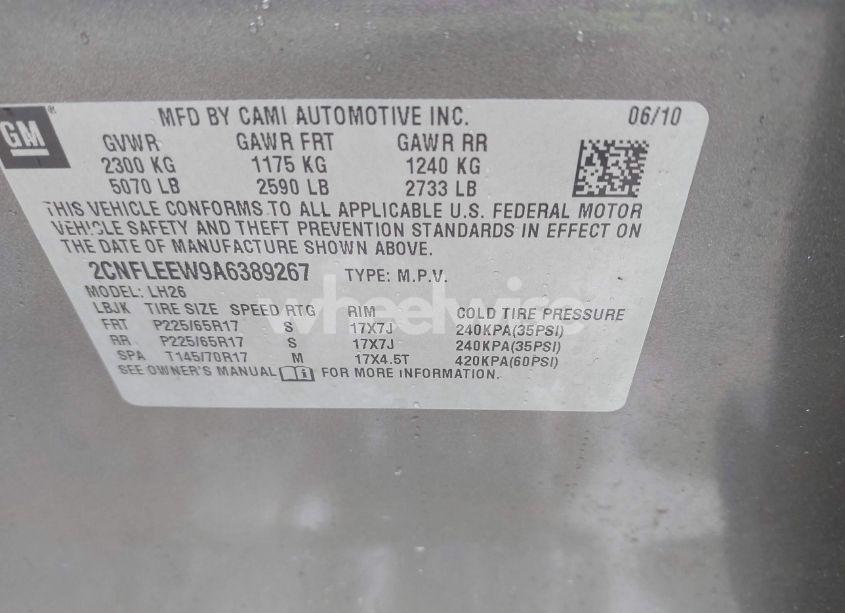 GM
MFD BY CAMI AUTOMOTIVE INC. 06/10
GVWR GAWR FRT GAWR RR
2300 KG 1175 KG 1240 KG
5070 LB 2590 LB 2733 LB
THIS VEHICLE CONFORMS TO ALL APPLICABLE U.S. FEDERAL MOTOR
VEHICLE SAFETY AND THEFT PREVENTION STANDARDS IN EFFECT ON
THE DATE OF MANUFACTURE SHOWN ABOVE.
2CNFLEEW9A6389267 TYPE: M.P.V.
MODEL: LH26
LBJK TIRE SIZE SPEED RTG RIM COLD TIRE PRESSURE
FRT P225/65R17 S 17X7J 240KPA(35PSI)
RR P225/65R17 S 17X7J 240KPA(35PSI)
SPA T145/70R17 M 17X4.5T 420KPA(60PSI)
SEE OWNER'S MANUAL FOR MORE INFORMATION.
wheelwire